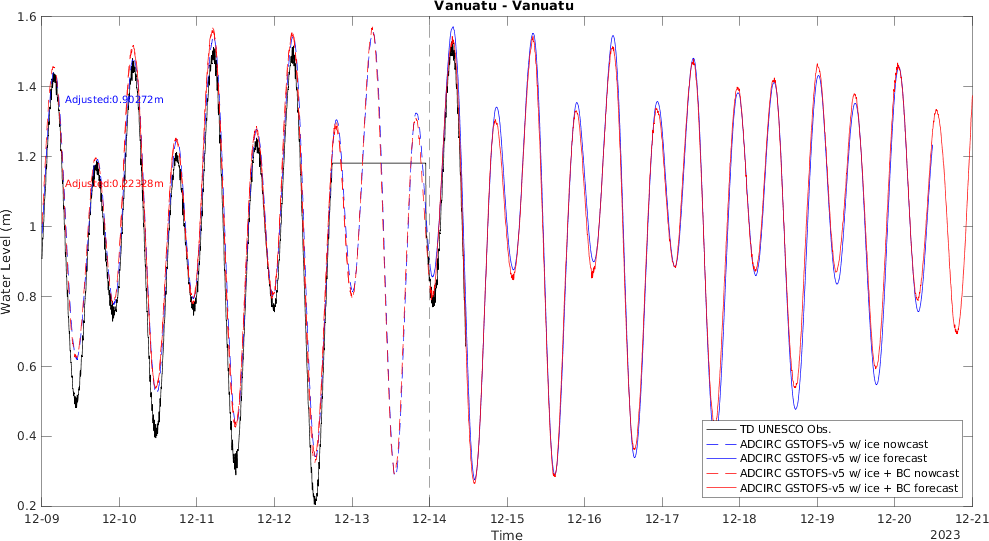 Vanuatu - Vanuatu
1.6
1.4
1.2
1
0.8
0.6
0.4
0.2
Water Level (m)
Adjusted:0.90272m
Adjusted:0.22328m
TD UNESCO Obs.
ADCIRC GSTOFS-v5 w/ ice nowcast
ADCIRC GSTOFS-v5 w/ ice forecast
ADCIRC GSTOFS-v5 w/ ice + BC nowcast
ADCIRC GSTOFS-v5 w/ ice + BC forecast
12-09 12-10 12-11 12-12 12-13 12-14 12-15 12-16 12-17 12-18 12-19 12-20 12-21
Time
2023